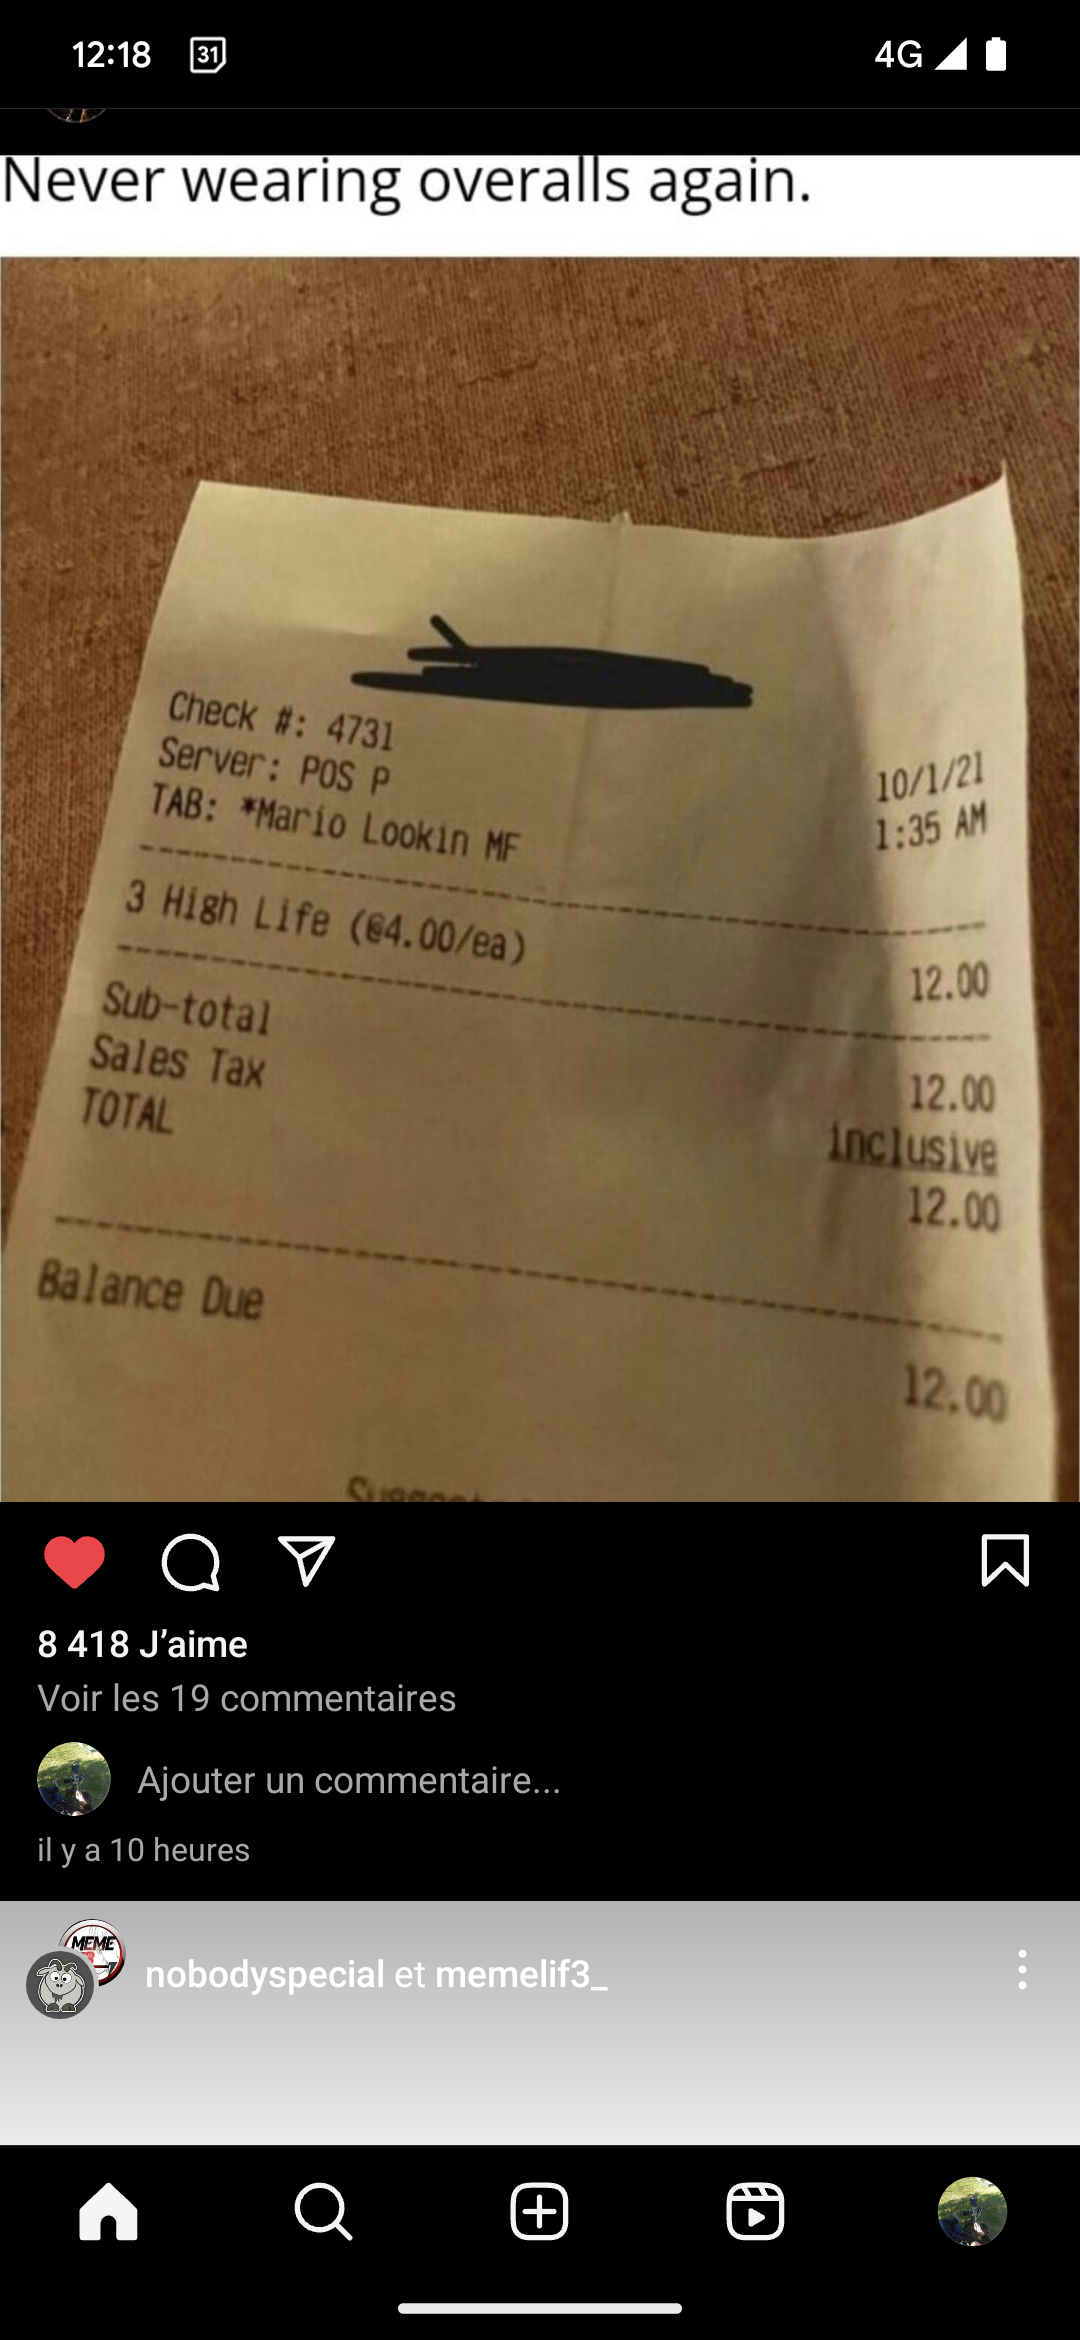 12:18
31
4G
Never wearing overalls again.
Check #: 4731
Server: POS P
10/1/21
TAB: *Mario Lookin MF
1:35 AM
3 High Life (@4.00/ea)
12.00
Sub-total
12.00
Sales Tax
inclusive
TOTAL
12.00
Balance Due
12.00
8 418 J’aime
Voir les 19 commentaires
Ajouter un commentaire...
il y a 10 heures
MEME
nobodyspecial et memelif3_